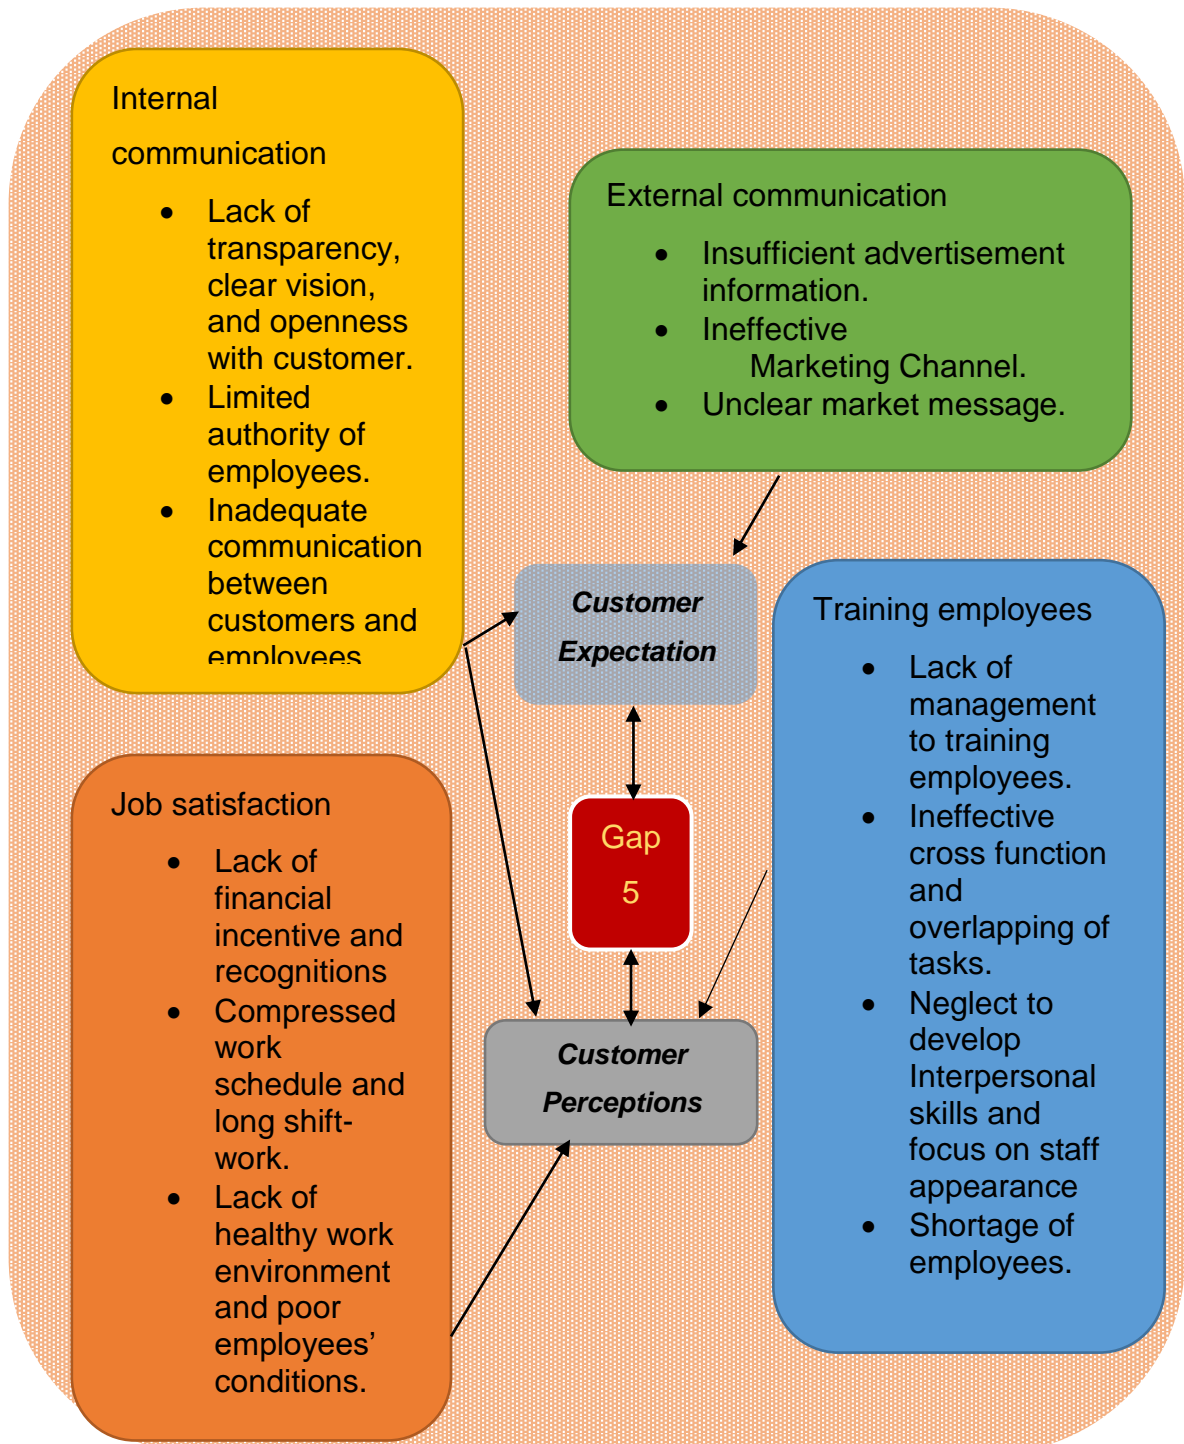 Internal
communication
• Lack of
transparency,
clear vision,
and openness
with customer.
• Limited
authority of
employees.
• Inadequate
communication
between
customers and
employees
External communication
• Insufficient advertisement
information.
• Ineffective
Marketing Channel.
• Unclear market message.
Customer
Expectation
Training employees
• Lack of
management
to training
employees.
• Ineffective
cross function
and
overlapping of
tasks.
• Neglect to
develop
Interpersonal
skills and
focus on staff
appearance
• Shortage of
employees.
Job satisfaction
• Lack of
financial
incentive and
recognitions
• Compressed
work
schedule and
long shift-
work.
• Lack of
healthy work
environment
and poor
employees’
conditions.
Gap
5
Customer
Perceptions